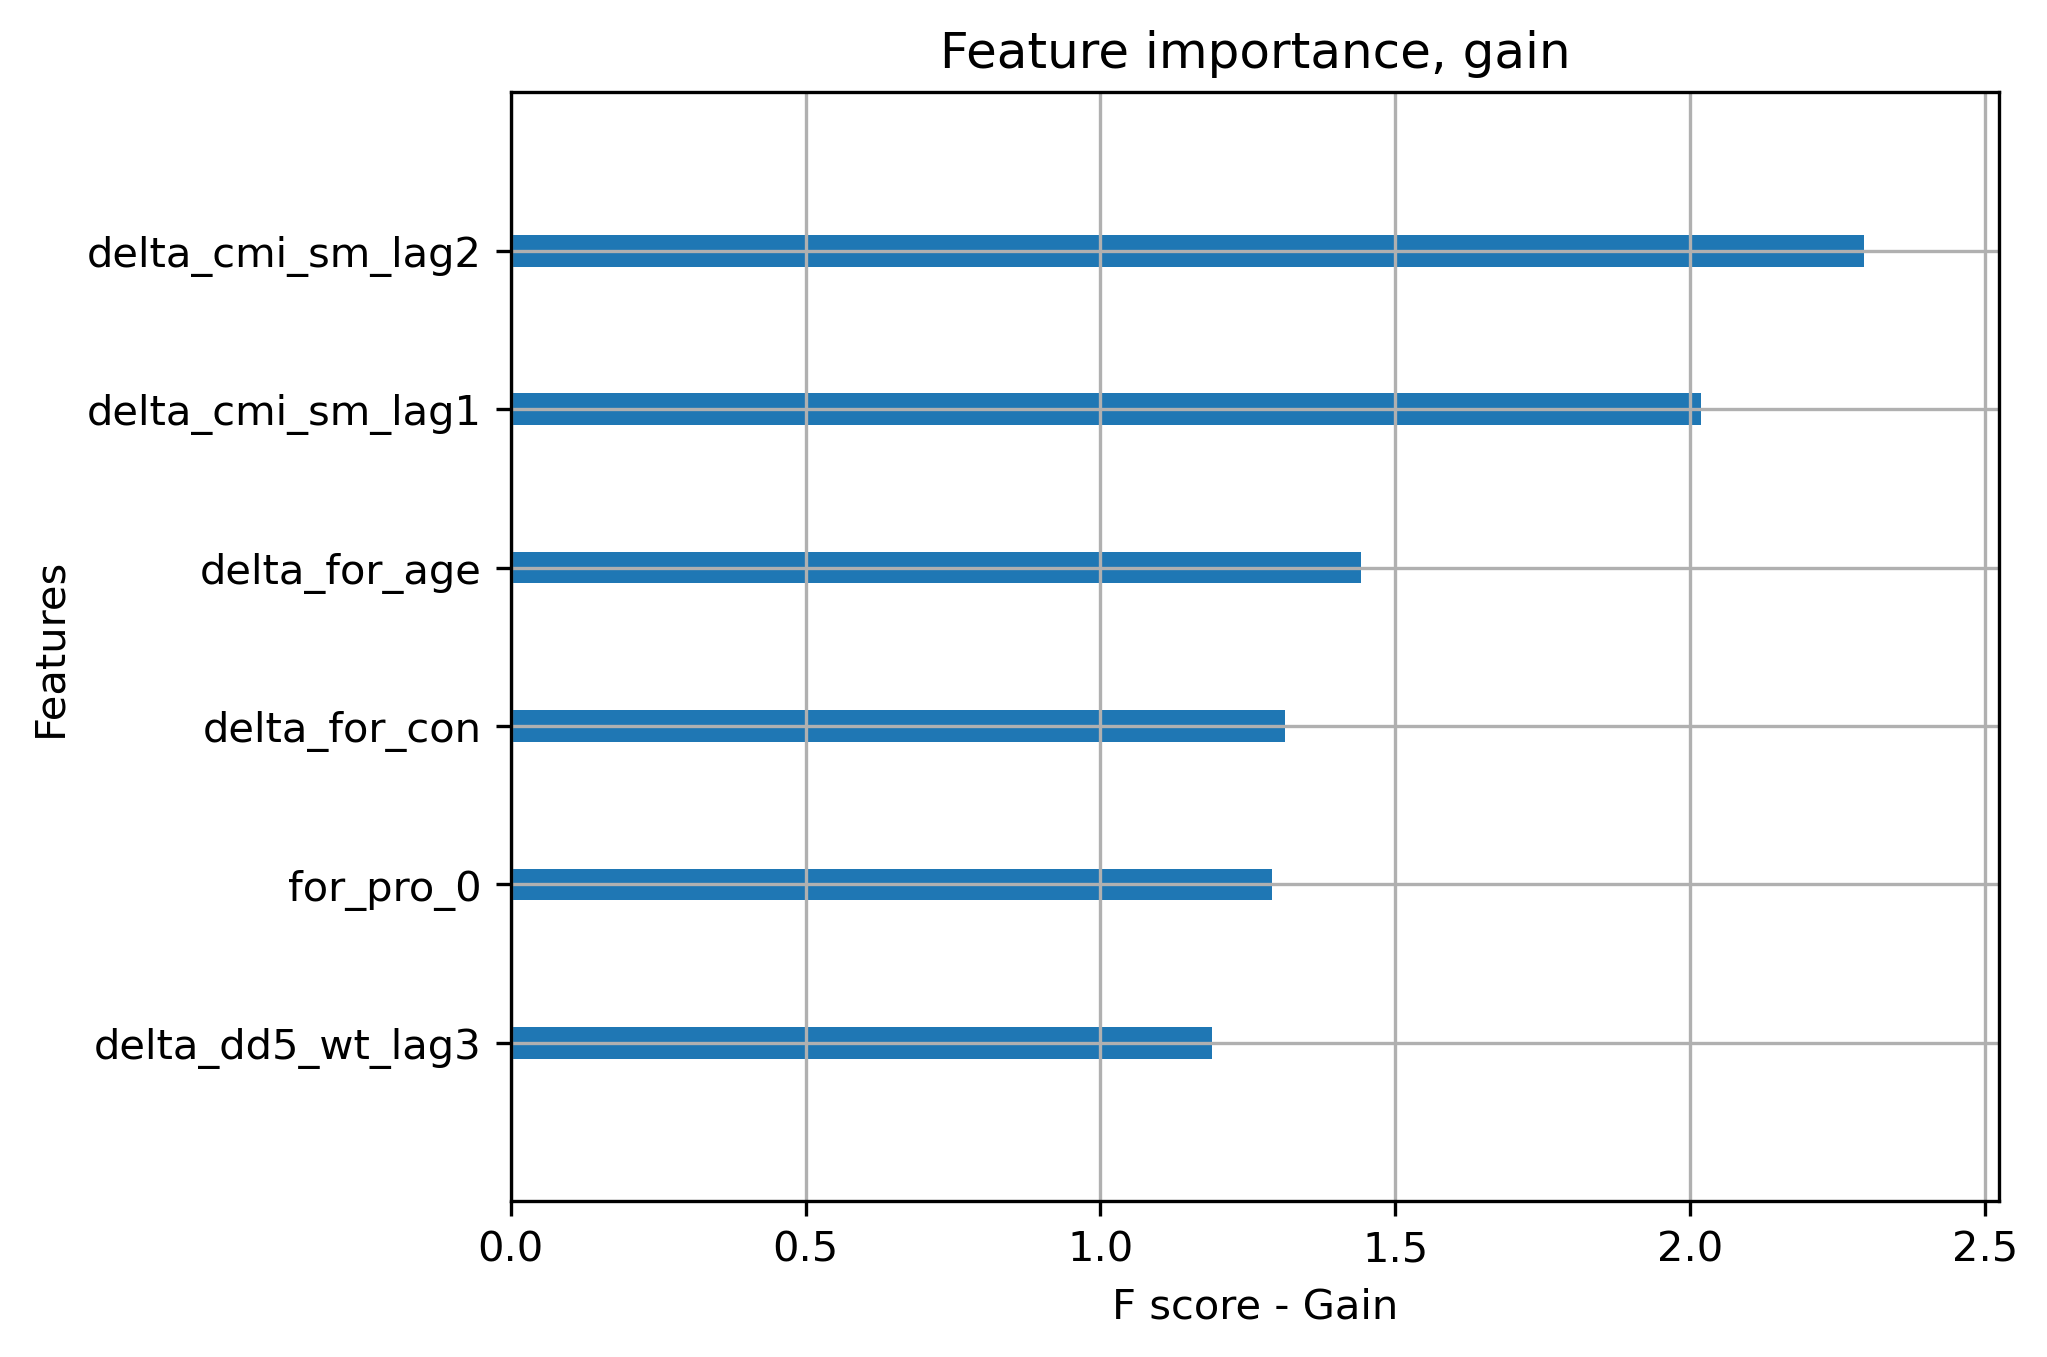 Feature importance, gain
Features
delta_cmi_sm_lag2
delta_cmi_sm_lag1
delta_for_age
delta_for_con
for_pro_0
delta_dd5_wt_lag3
0.0 0.5 1.0 1.5 2.0 2.5
F score - Gain